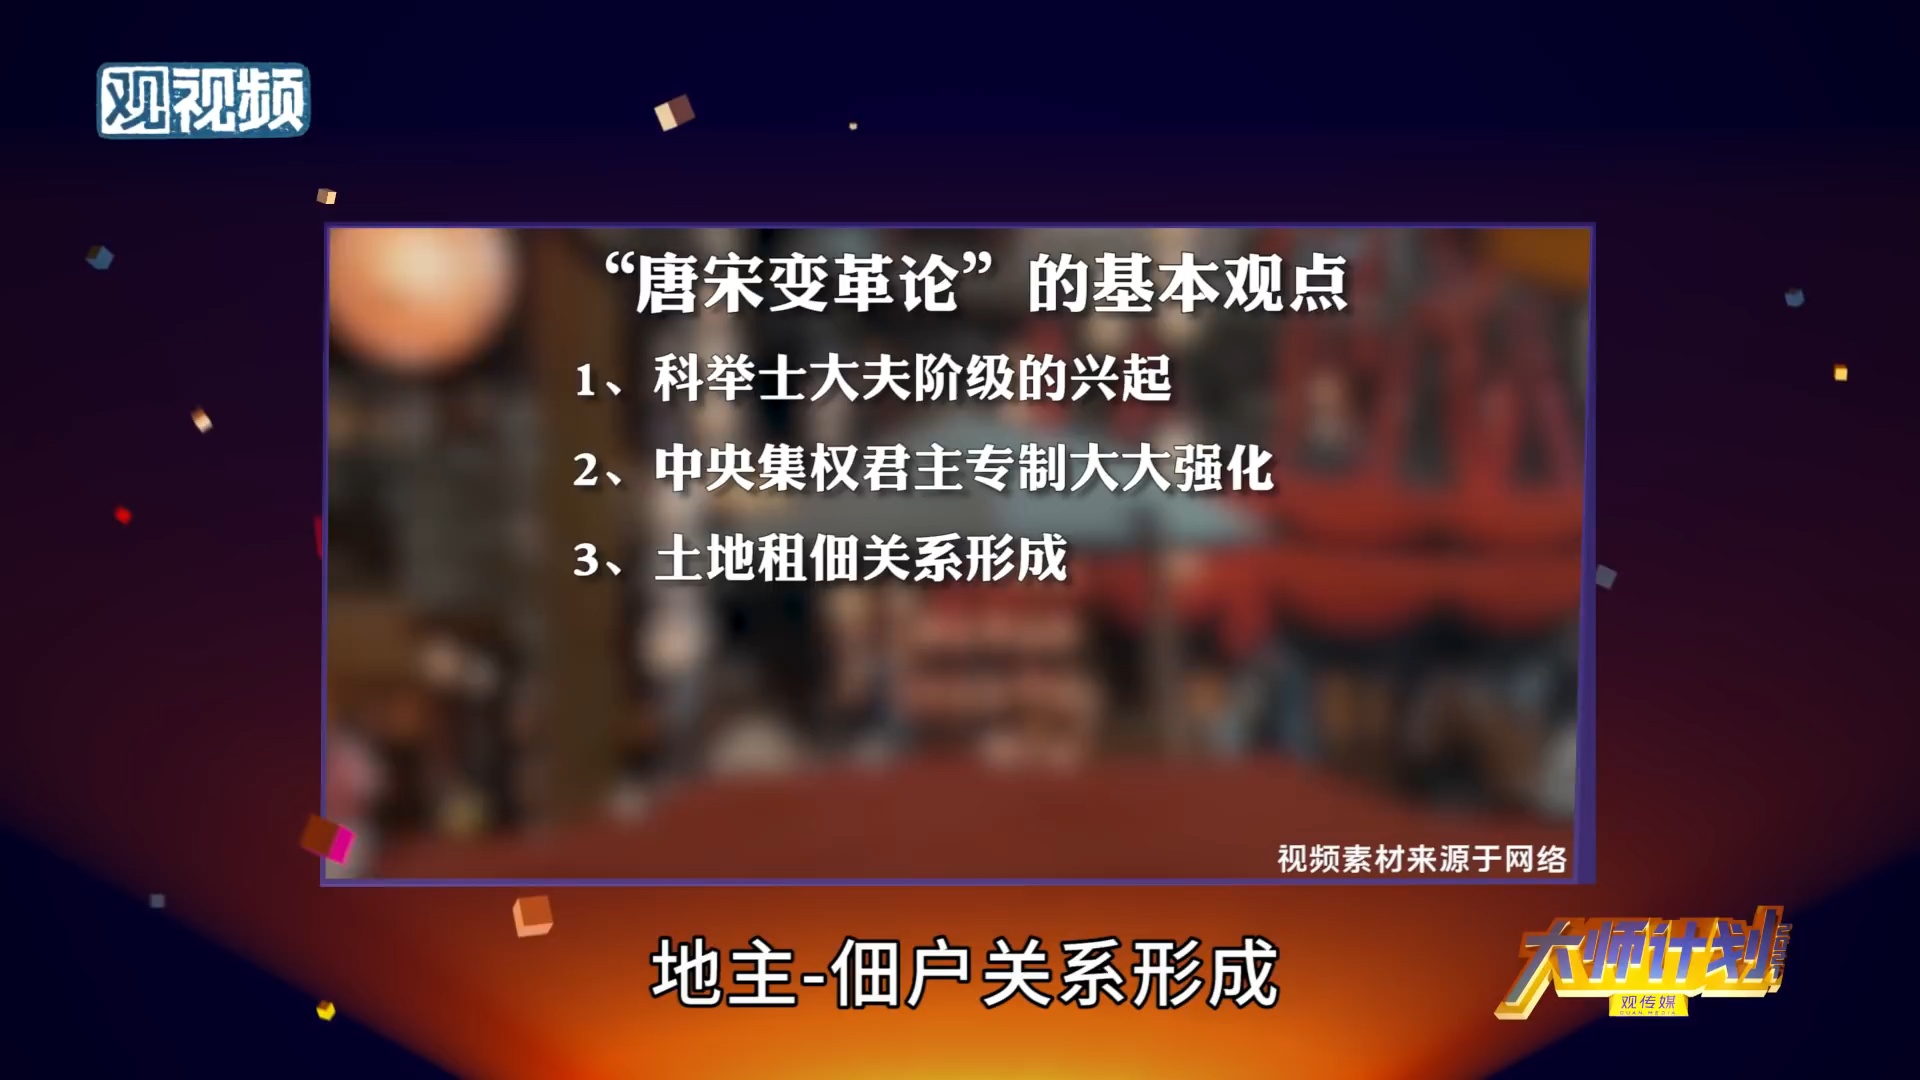 观视频
“唐宋变革论”的基本观点
1、科举士大夫阶级的兴起
2、中央集权君主专制大大强化
3、土地租佃关系形成
视频素材来源于网络
地主-佃户关系形成
大师计划
观传媒
GUAN MEDIA